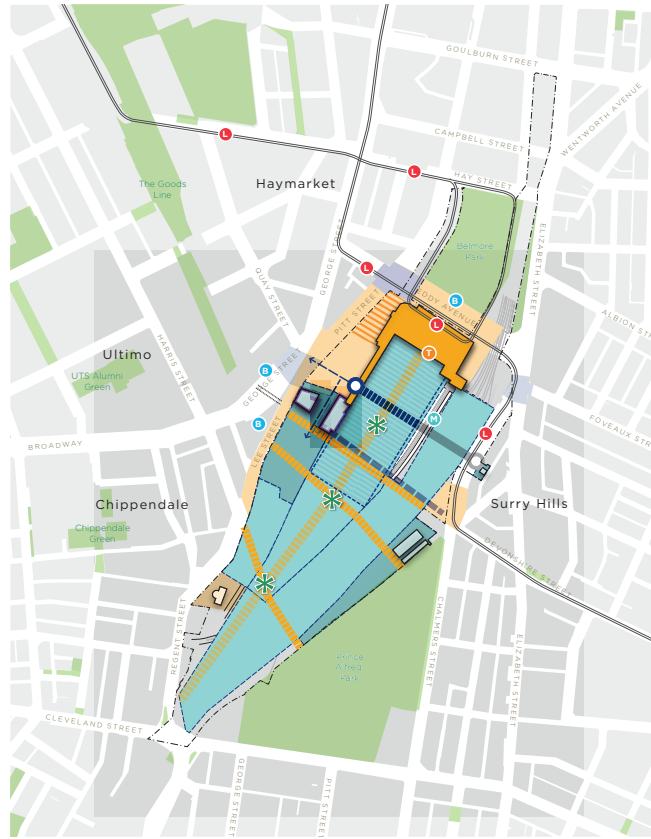 GOULBURN STREET
WENTWORTH AVENUE
CAMPBELL STREET
L
L
HAY STREET
The Goods
Line
Haymarket
GEORGE STREET
ELIZABETH STREET
Belmore
Park
QUAY STREET
L
B
PITT STREET
EDDY AVENUE
L
ALBION ST
HARRIS STREET
Ultimo
T
B
UTS Alumni
Green
GEORGE STREET
FOVEAUX STREET
B
M
L
BROADWAY
LEE STREET
Chippendale
Surry Hills
Chippendale
Green
DEVONSHIRE STREET
REGENT STREET
CHALMERS STREET
ELIZABETH STREET
Prince
Alfred
Park
CLEVELAND STREET
GEORGE STREET
PITT STREET